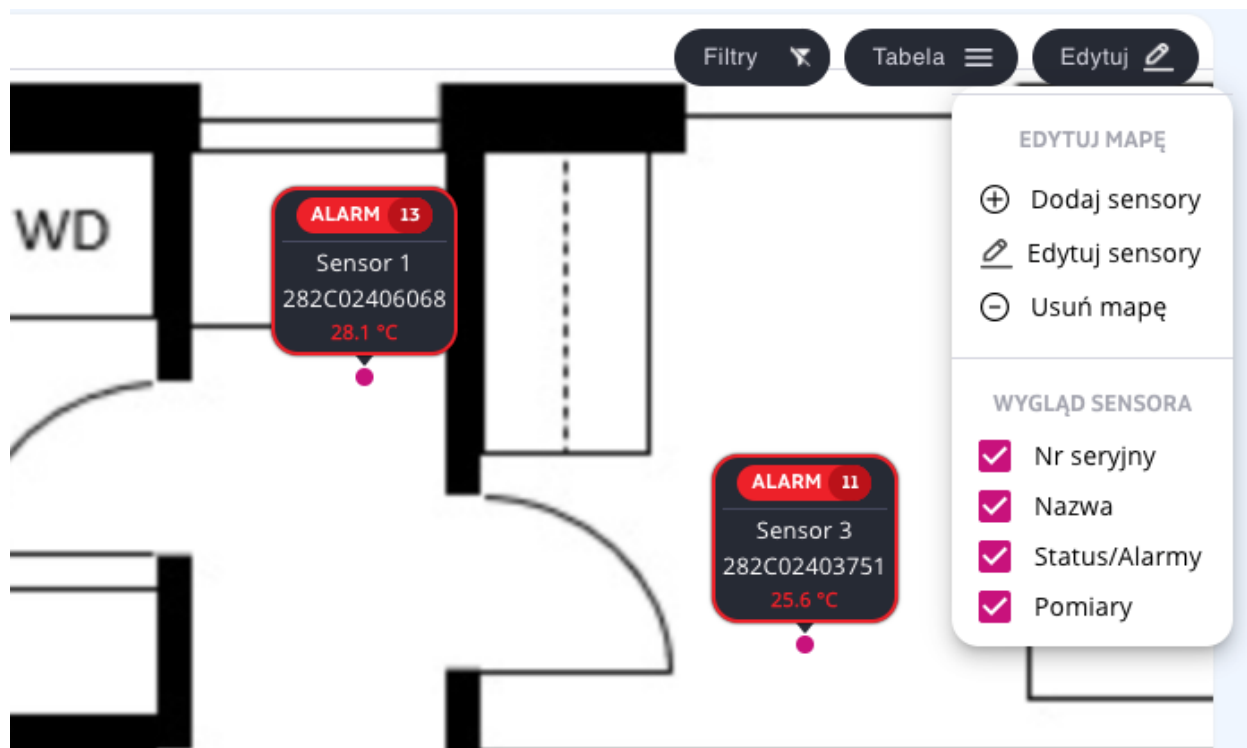 Filtry
Tabela
Edytuj
EDYTUJ MAPĘ
Dodaj sensory
Edytuj sensory
Usuń mapę
WYGLĄD SENSORA
Nr seryjny
Nazwa
Status/Alarmy
Pomiary
WD
ALARM 13
Sensor 1
282C02406068
28.1 °C
ALARM 11
Sensor 3
282C02403751
25.6 °C